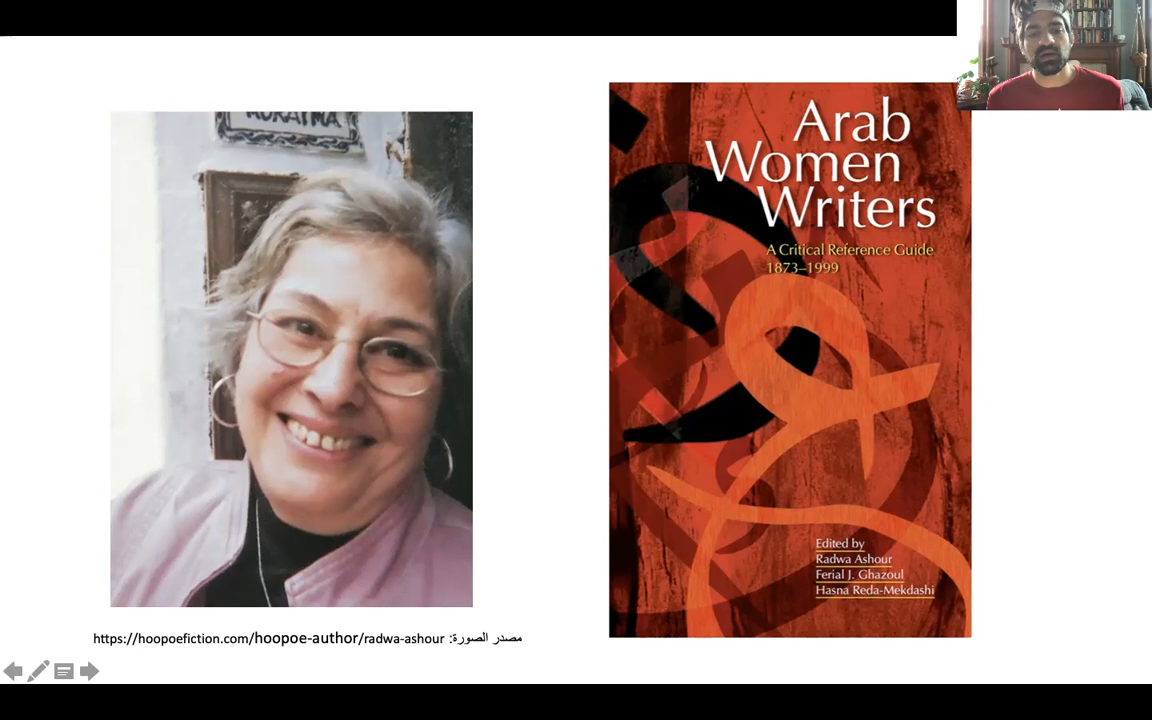 Arab
Women
Writers
A Critical Reference Guide
1873–1999
Edited by
Radwa Ashour
Ferial J. Ghazoul
Hasna Reda-Mekdashi
مصدر الصورة: https://hoopoefiction.com/hoopoe-author/radwa-ashour